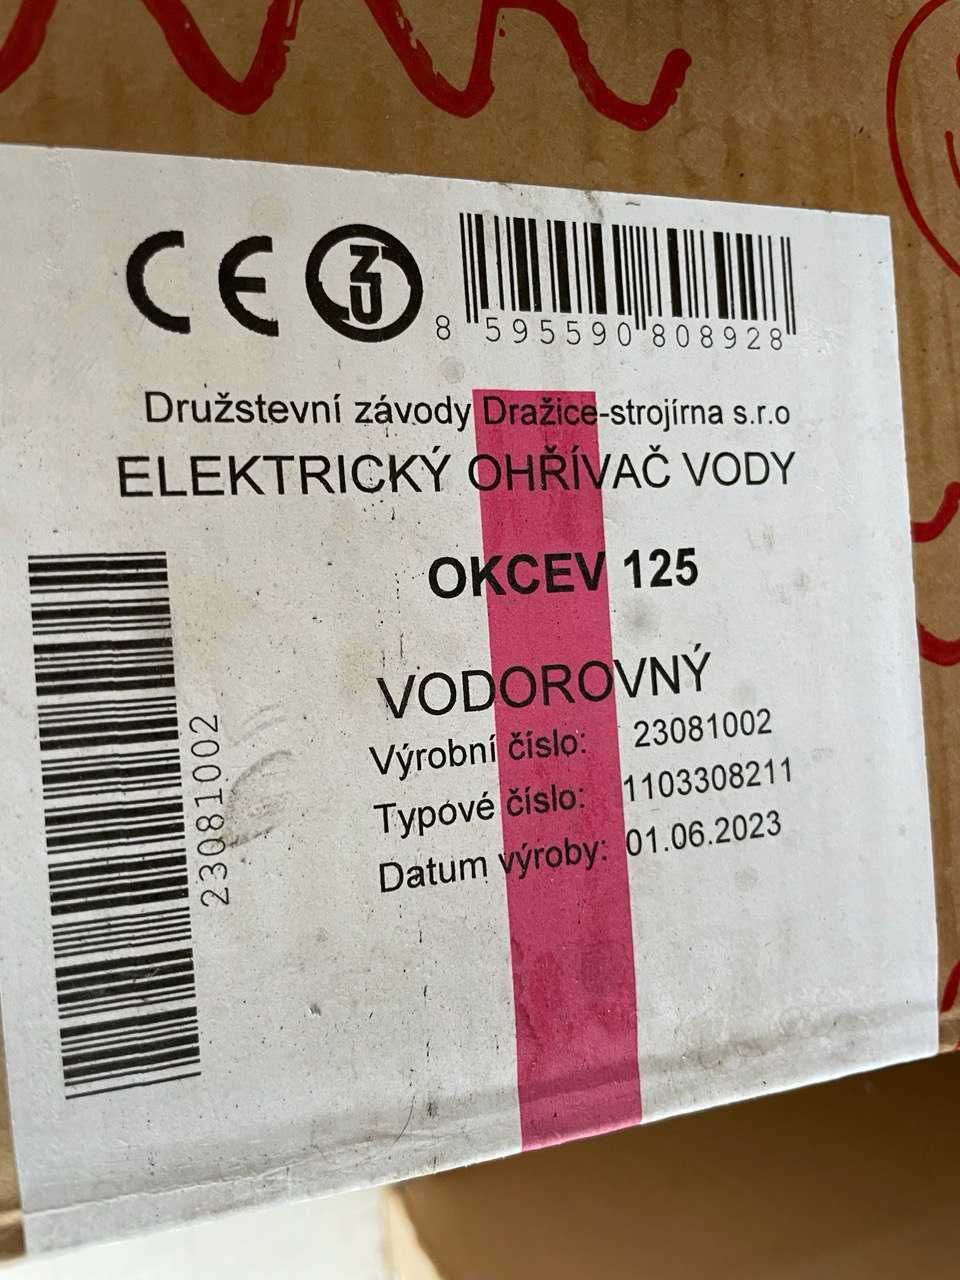 CE
8 595590 808928
Družstevní závody Dražice-strojírna s.r.o
ELEKTRICKÝ OHŘÍVAČ VODY
OKCEV 125
VODOROVNÝ
Výrobní číslo: 23081002
Typové číslo: 1103308211
Datum výroby: 01.06.2023
23081002